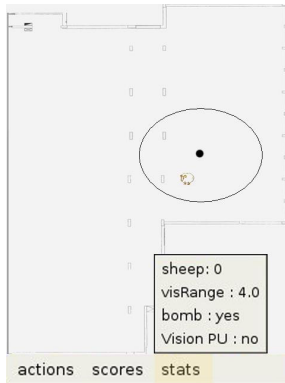 sheep: 0
visRange : 4.0
bomb : yes
Vision PU : no
actions scores stats